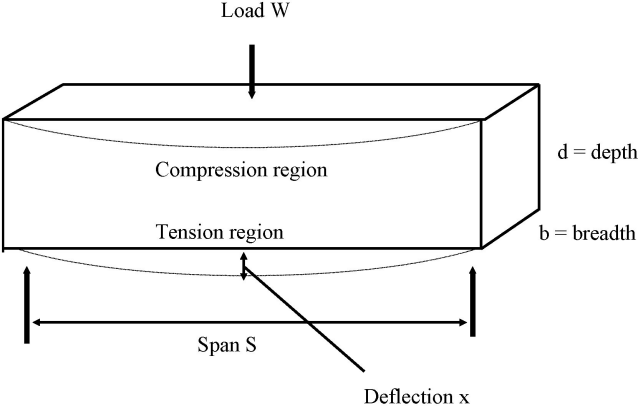 Load W
Compression region
d = depth
Tension region
b = breadth
Span S
Deflection x